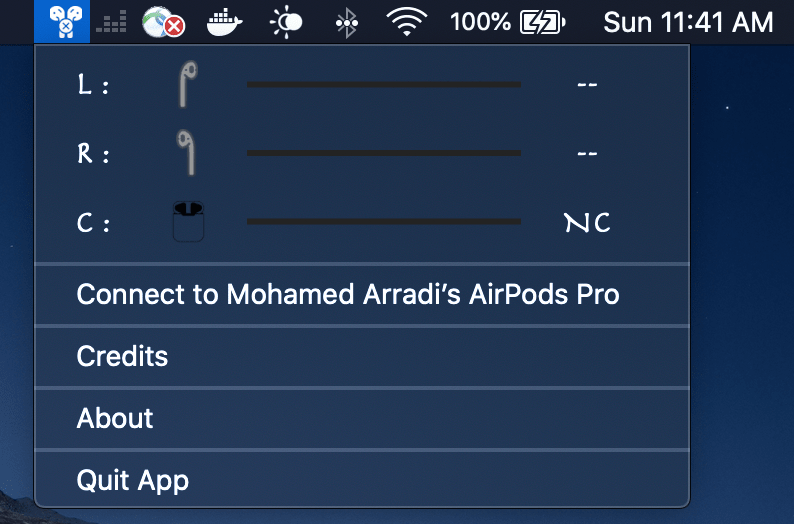 100% Sun 11:41 AM
L : --
R : --
C : NC
Connect to Mohamed Arradi’s AirPods Pro
Credits
About
Quit App